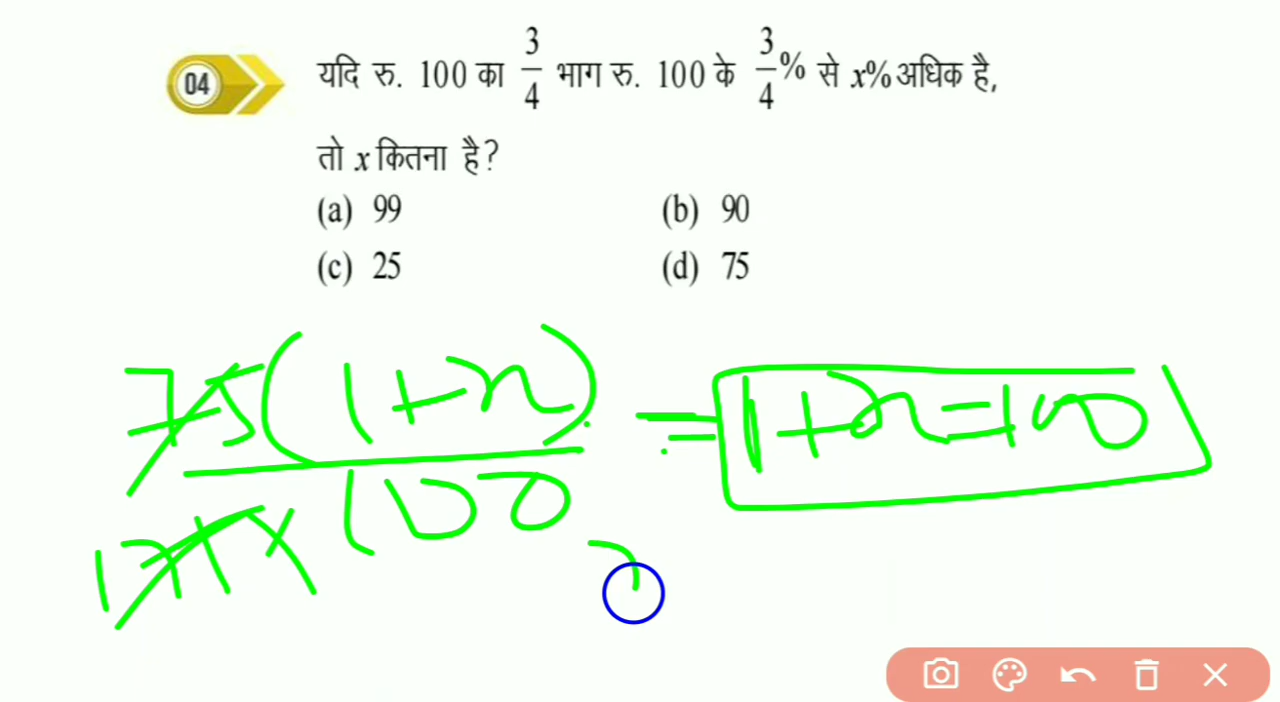 04 यदि रु. 100 का 3/4 भाग रु. 100 के 3/4% से x% अधिक है,
तो x कितना है?
(a) 99 (b) 90
(c) 25 (d) 75
75(1+x) = 1+x=100
100